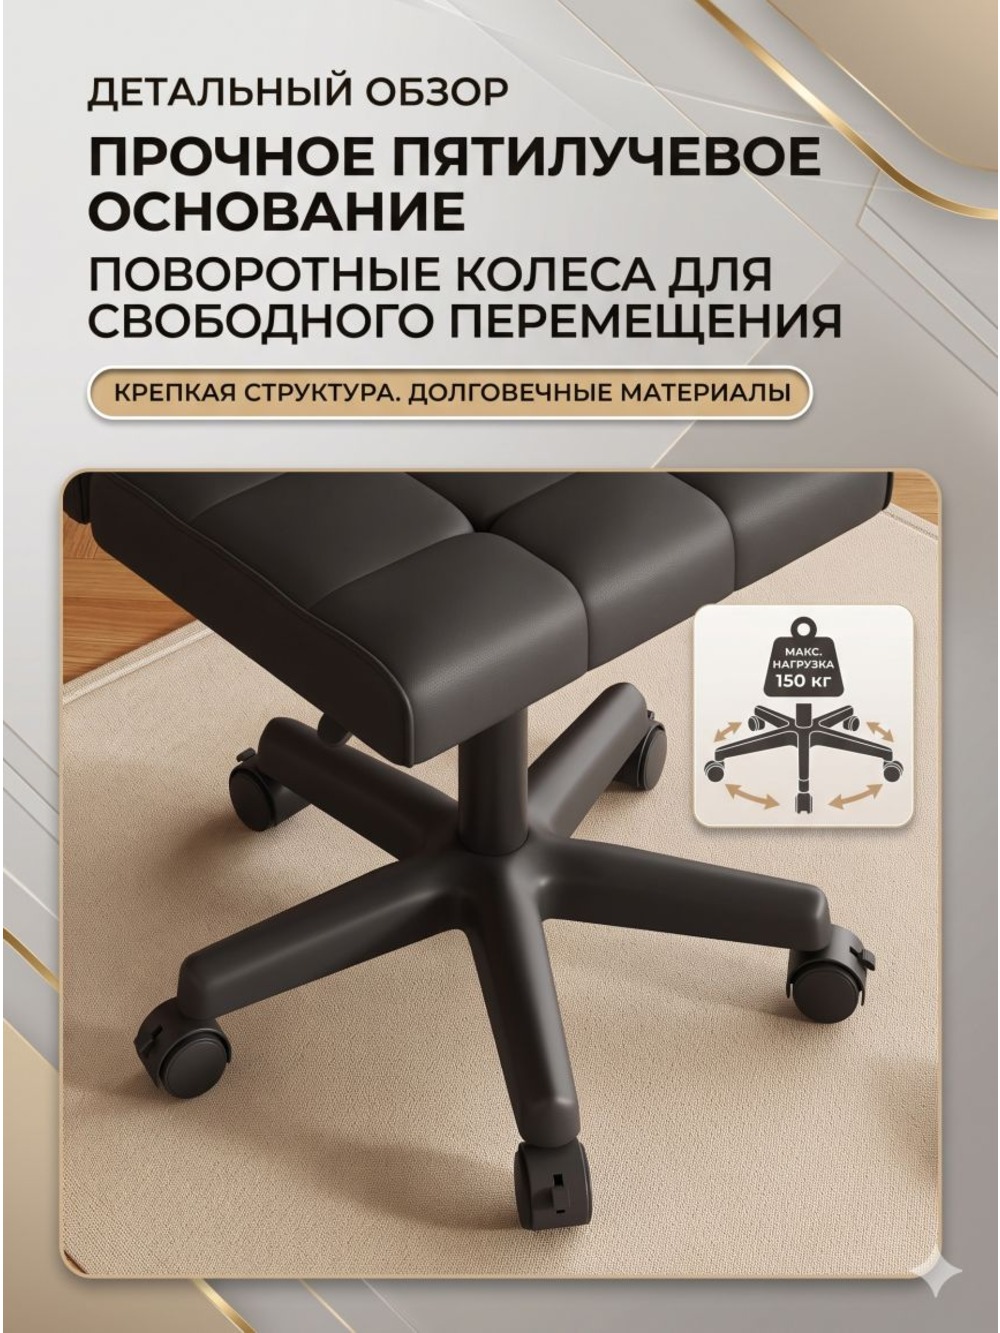 ДЕТАЛЬНЫЙ ОБЗОР
ПРОЧНОЕ ПЯТИЛУЧЕВОЕ
ОСНОВАНИЕ
ПОВОРОТНЫЕ КОЛЕСА ДЛЯ
СВОБОДНОГО ПЕРЕМЕЩЕНИЯ
КРЕПКАЯ СТРУКТУРА. ДОЛГОВЕЧНЫЕ МАТЕРИАЛЫ
МАКС.
НАГРУЗКА
150 кг